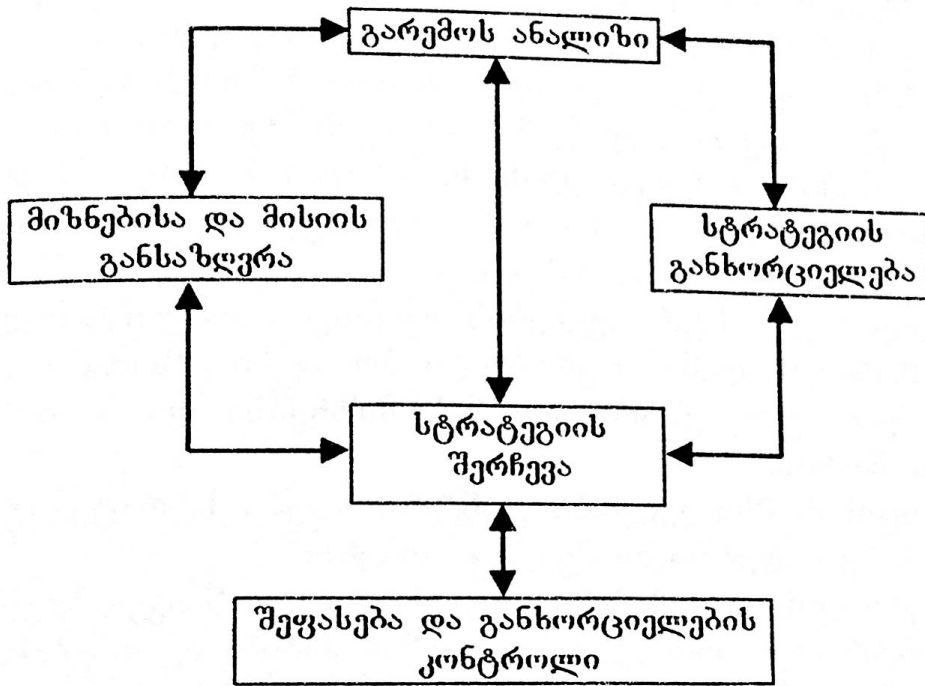 გარემოს ანალიზი
მიზნებისა და მისიის
განსაზღვრა
სტრატეგიის
განხორციელება
სტრატეგიის
შერჩევა
შეფასება და განხორციელების
კონტროლი